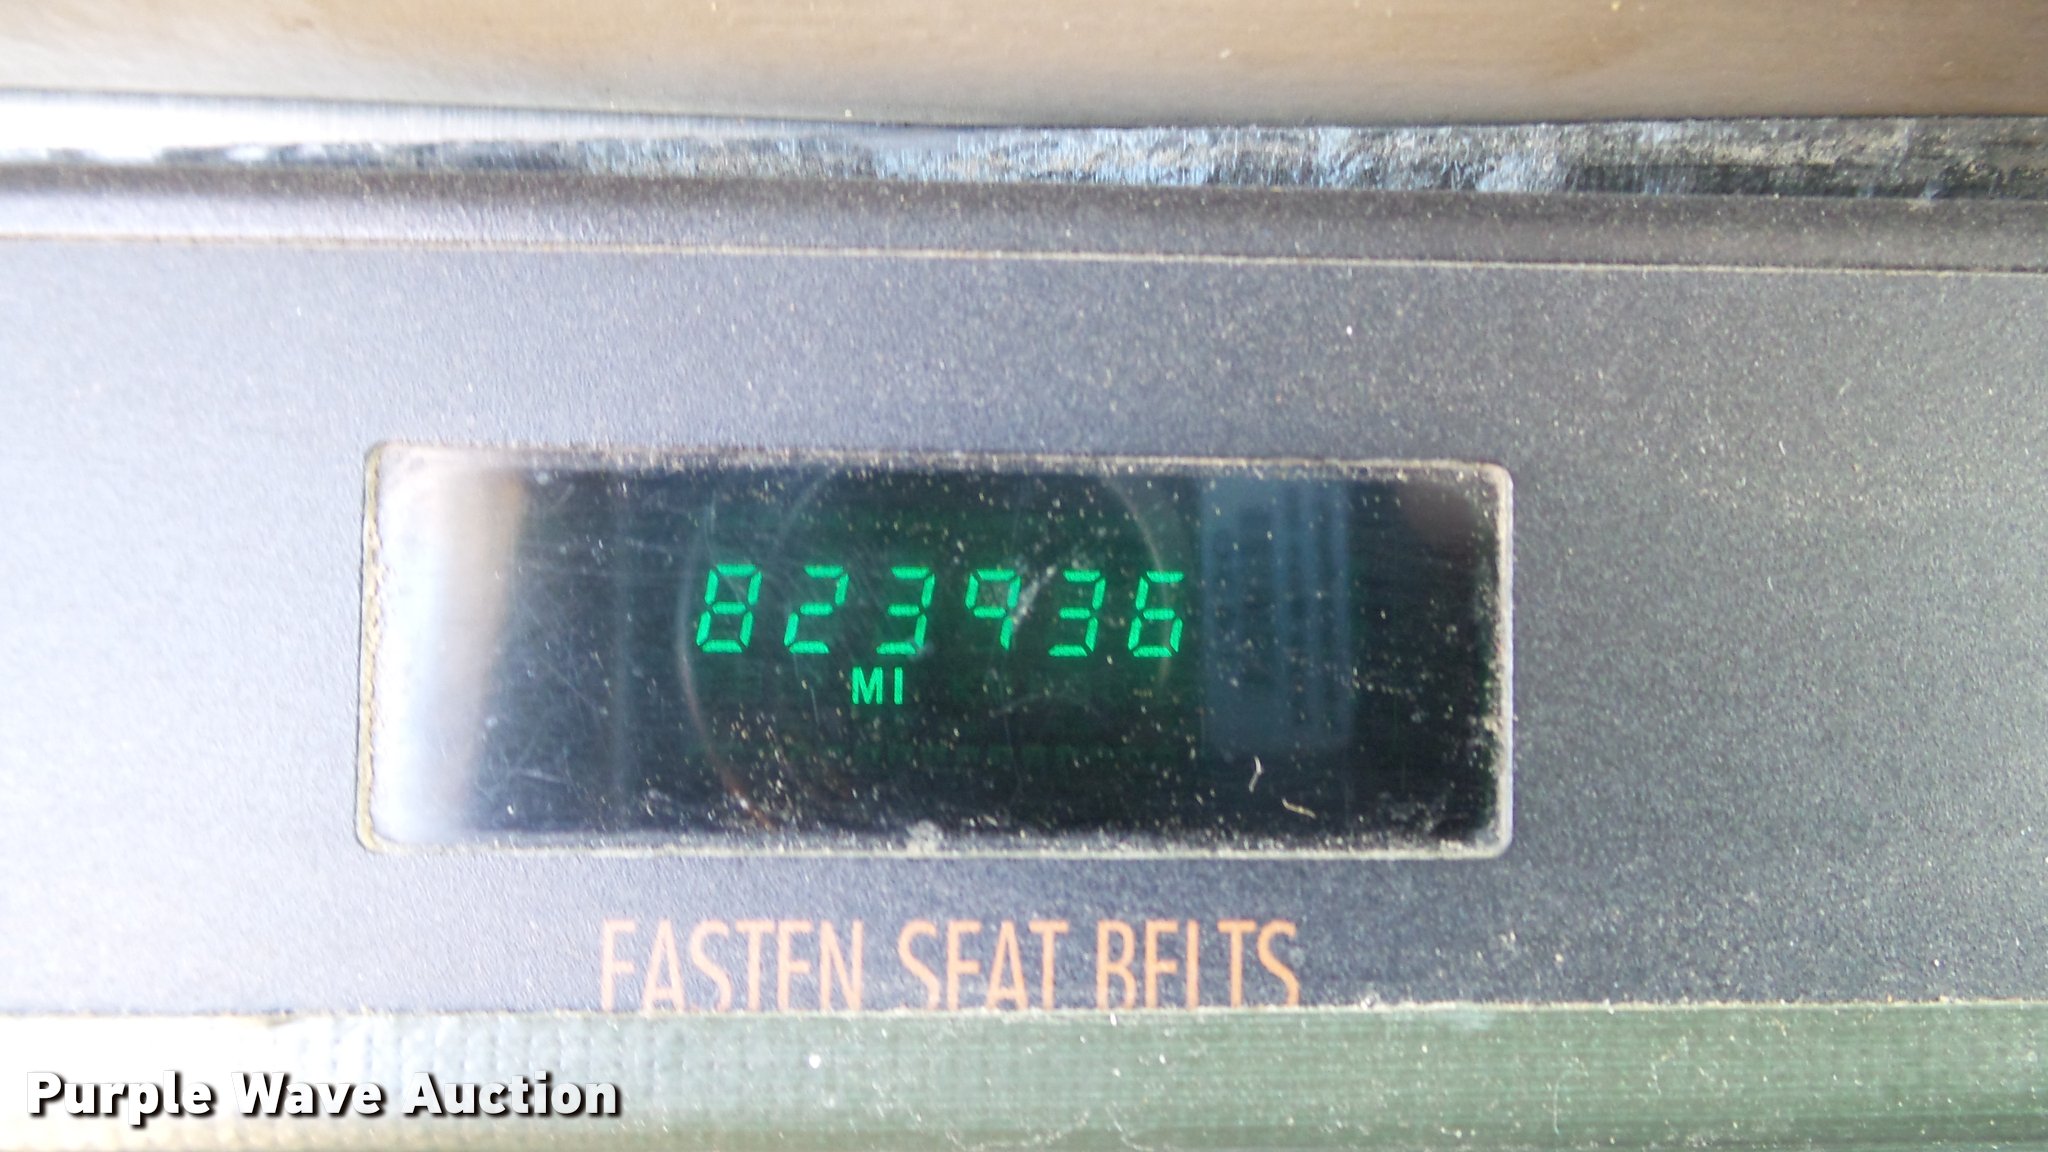 823936
MI
FASTEN SEAT BELTS
Purple Wave Auction